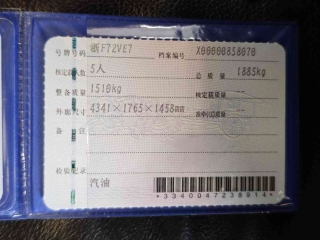 号牌号码 浙F72VE7 档案编号 X00000858070
核定载人数 5人 总质量 1885kg
整备质量 1510kg 核定载质量 --
外廓尺寸 4341×1765×1458mm 准牵引总质量 --
备注
检验记录
汽油
*3340047238914*